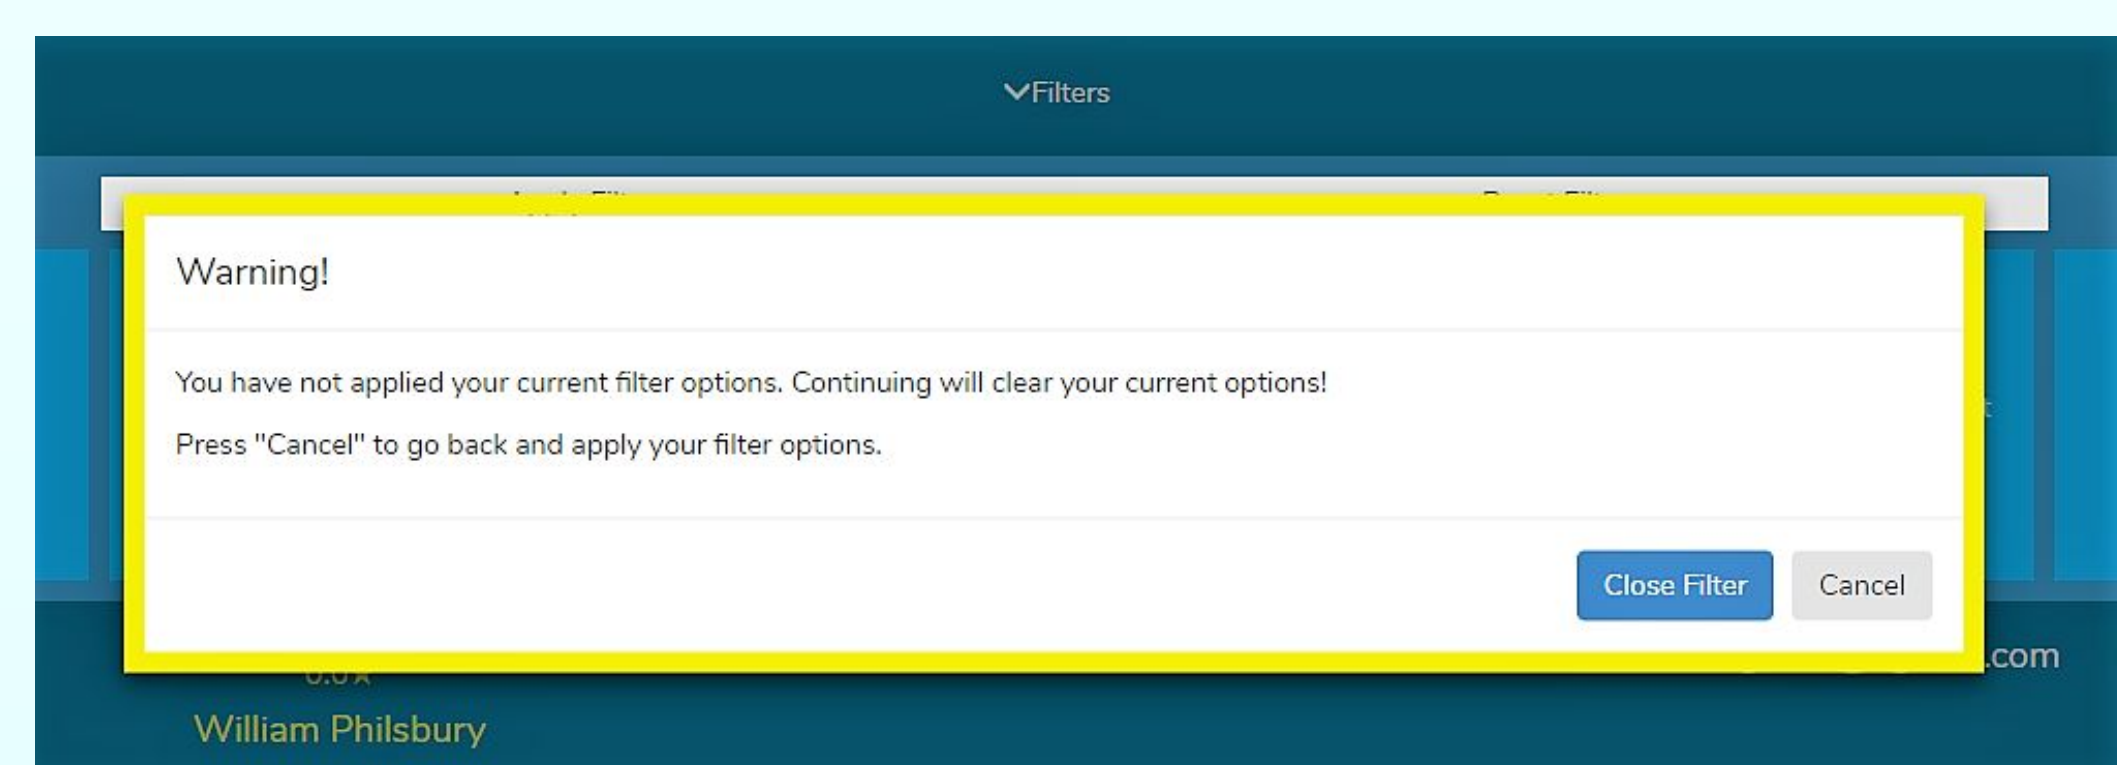 Filters
Warning!
You have not applied your current filter options. Continuing will clear your current options!
Press "Cancel" to go back and apply your filter options.
Close Filter
Cancel
.com
William Philsbury